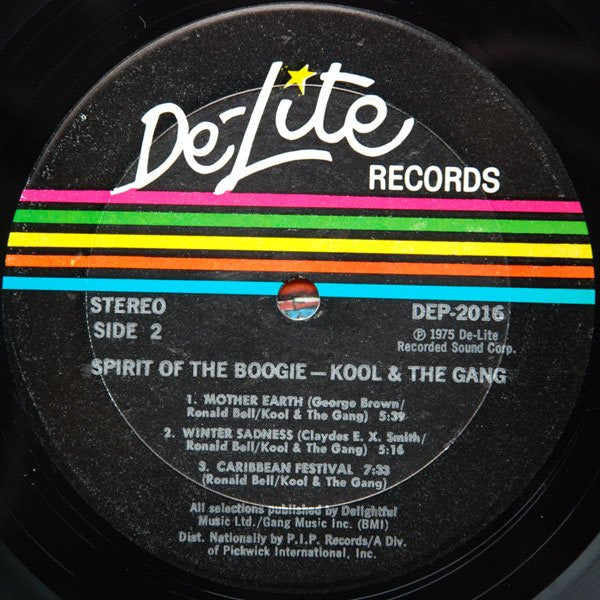 De-Lite
RECORDS
STEREO
SIDE 2
DEP-2016
℗ 1975 De-Lite
Recorded Sound Corp.
SPIRIT OF THE BOOGIE — KOOL & THE GANG
1. MOTHER EARTH (George Brown/
Ronald Bell/Kool & The Gang) 5:39
2. WINTER SADNESS (Claydes E. X. Smith/
Ronald Bell/Kool & The Gang) 5:16
3. CARIBBEAN FESTIVAL 7:33
(Ronald Bell/Kool & The Gang)
All selections published by Delightful
Music Ltd./Gang Music Inc. (BMI)
Dist. Nationally by P.I.P. Records/A Div.
of Pickwick International, Inc.